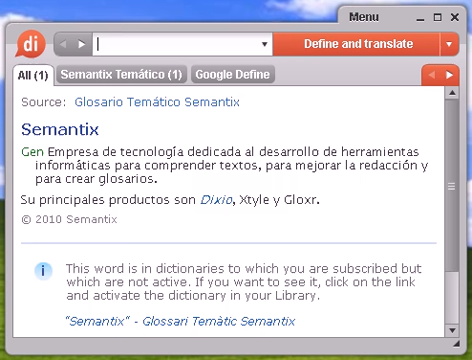 Menu
di
Define and translate
All (1) Semantix Temático (1) Google Define
Source: Glosario Temático Semantix
Semantix
Gen Empresa de tecnología dedicada al desarrollo de herramientas
informáticas para comprender textos, para mejorar la redacción y
para crear glosarios.
Su principales productos son Dixio, Xtyle y Gloxr.
© 2010 Semantix
i
This word is in dictionaries to which you are subscribed but
which are not active. If you want to see it, click on the link
and activate the dictionary in your Library.
"Semantix" - Glossari Temàtic Semantix